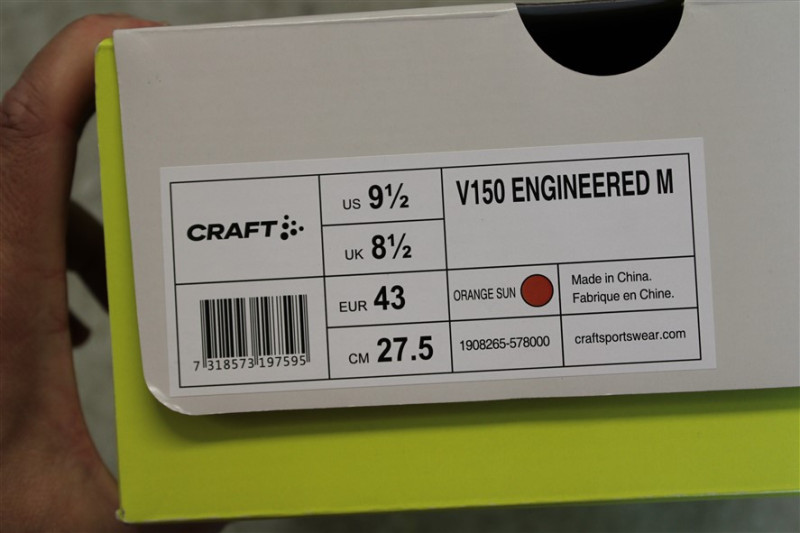 CRAFT
US 9½
UK 8½
EUR 43
CM 27.5
V150 ENGINEERED M
ORANGE SUN
Made in China.
Fabrique en Chine.
1908265-578000
craftsportswear.com
7 318573 197595